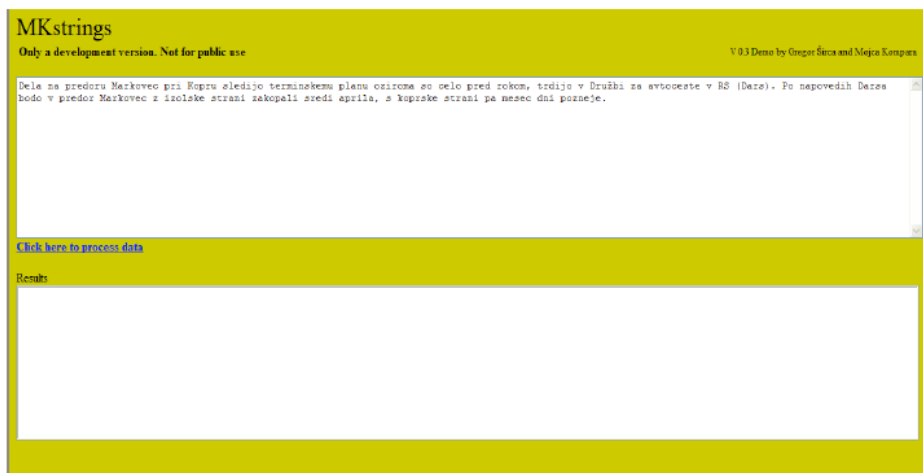 MKstrings
Only a development version. Not for public use
V 0.3 Demo by Gregor Širca and Mojca Kompara
Dela na predoru Markovec pri Kopru sledijo terminskemu planu oziroma so celo pred rokom, trdijo v Družbi za avtoceste v RS (Dars). Po napovedih Darsa
bodo v predor Markovec z izolske strani zakopali sredi aprila, s koprske strani pa mesec dni pozneje.
Click here to process data
Results